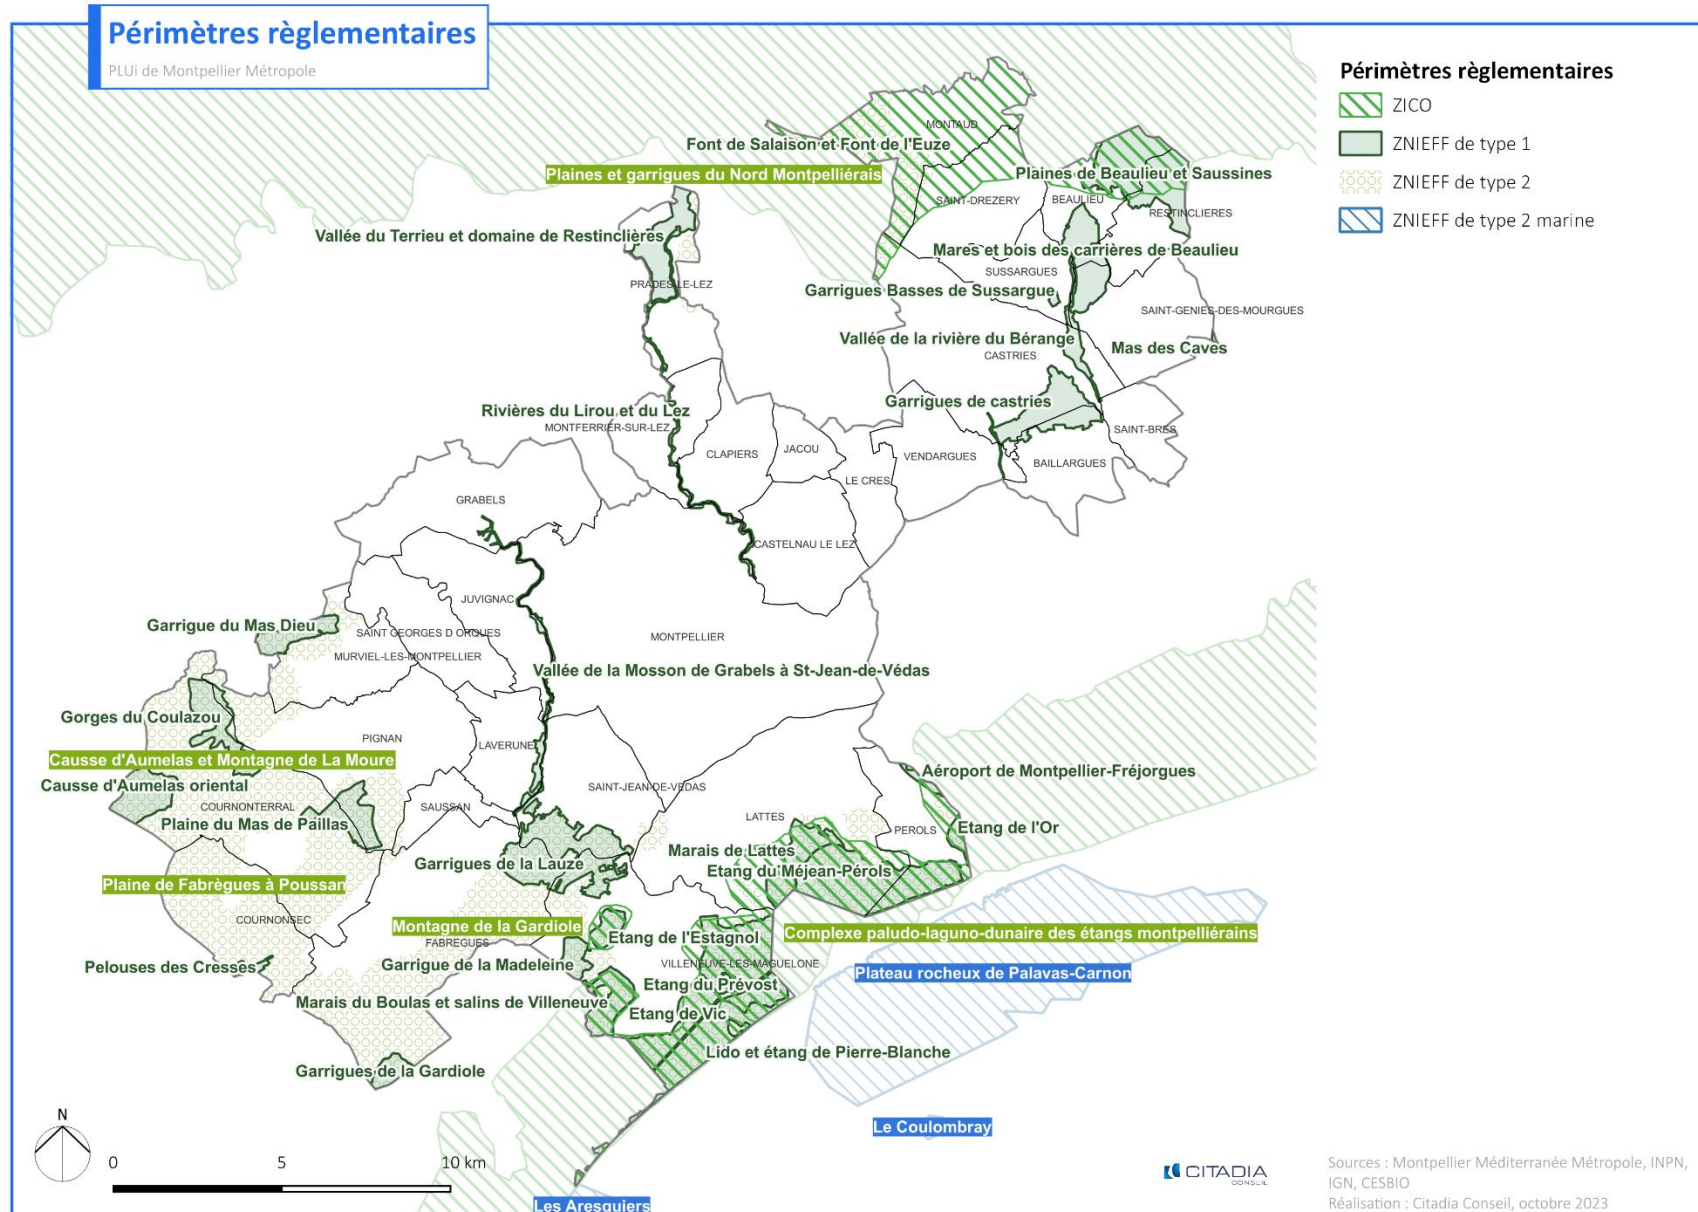 Périmètres règlementaires
PLUi de Montpellier Métropole
Périmètres règlementaires
ZICO
ZNIEFF de type 1
ZNIEFF de type 2
ZNIEFF de type 2 marine
MONTAUD
Font de Salaison et Font de l'Euze
Plaines et garrigues du Nord Montpelliérais
Plaines de Beaulieu et Saussines
SAINT-DREZERY
BEAULIEU
RESTINCLIERES
Vallée du Terrieu et domaine de Restinclières
Mares et bois des carrières de Beaulieu
SUSSARGUES
PRADES-LE-LEZ
Garrigues Basses de Sussargue
SAINT-GENIES-DES-MOURGUES
Vallée de la rivière du Bérange
Mas des Caves
CASTRIES
Garrigues de castries
Rivières du Lirou et du Lez
MONTFERRIER-SUR-LEZ
SAINT-BRES
CLAPIERS
JACOU
VENDARGUES
BAILLARGUES
LE CRES
GRABELS
CASTELNAU LE LEZ
JUVIGNAC
Garrigue du Mas Dieu
SAINT GEORGES D ORQUES
MONTPELLIER
MURVIEL-LES-MONTPELLIER
Vallée de la Mosson de Grabels à St-Jean-de-Védas
Gorges du Coulazou
PIGNAN
LAVERUNE
Causse d'Aumelas et Montagne de La Moure
Aéroport de Montpellier-Fréjorgues
Causse d'Aumelas oriental
SAINT-JEAN-DE-VEDAS
COURNONTERRAL
SAUSSAN
LATTES
Plaine du Mas de Paillas
PEROLS
Etang de l'Or
Marais de Lattes
Garrigues de la Lauze
Etang du Méjean-Pérols
Plaine de Fabrègues à Poussan
COURNONSEC
Montagne de la Gardiole
FABREGUES
Etang de l'Estagnol
Complexe paludo-laguno-dunaire des étangs montpelliérains
Pelouses des Cresses
Garrigue de la Madeleine
VILLENEUVE-LES-MAGUELONE
Plateau rocheux de Palavas-Carnon
Etang du Prévost
Marais du Boulas et salins de Villeneuve
Etang de Vic
Lido et étang de Pierre-Blanche
Garrigues de la Gardiole
Le Coulombray
Les Aresquiers
N
0 5 10 km
CITADIA
CONSEIL
Sources : Montpellier Méditerranée Métropole, INPN,
IGN, CESBIO
Réalisation : Citadia Conseil, octobre 2023